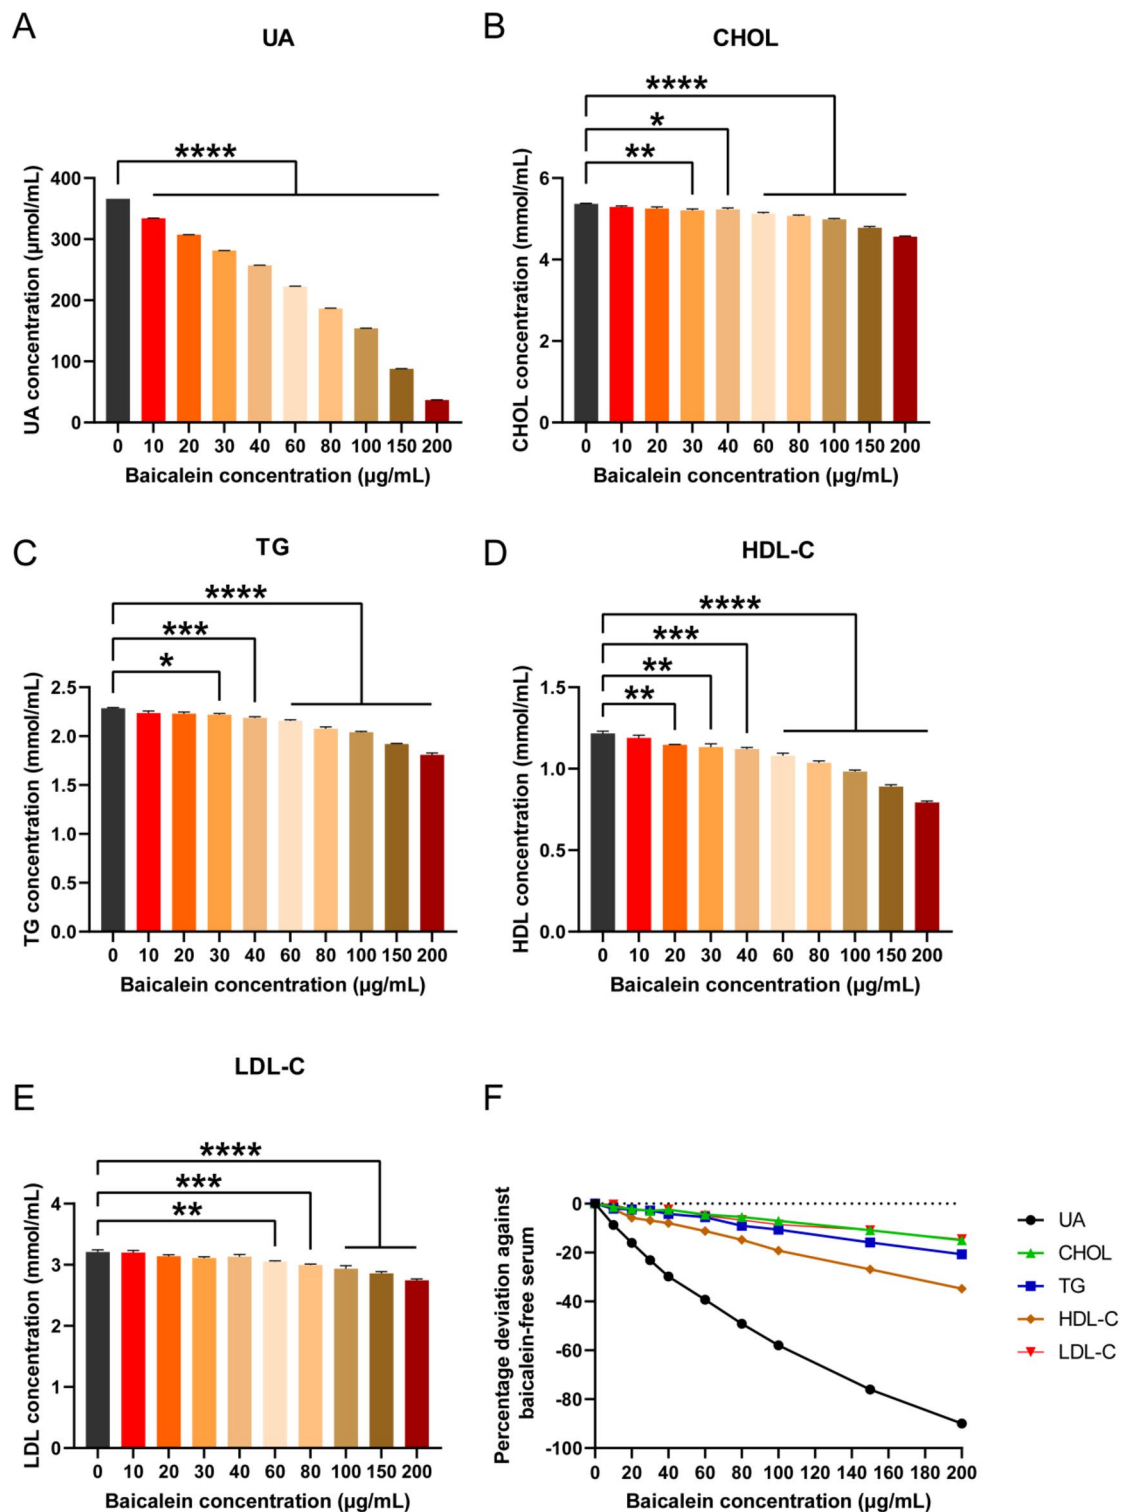 A
UA
****
UA concentration (μmol/mL)
400
300
200
100
0
0 10 20 30 40 60 80 100 150 200
Baicalein concentration (μg/mL)
B
CHOL
****
*
**
CHOL concentration (mmol/mL)
6
4
2
0
0 10 20 30 40 60 80 100 150 200
Baicalein concentration (μg/mL)
C
TG
****
***
*
TG concentration (mmol/mL)
2.5
2.0
1.5
1.0
0.5
0.0
0 10 20 30 40 60 80 100 150 200
Baicalein concentration (μg/mL)
D
HDL-C
****
***
**
**
HDL concentration (mmol/mL)
1.5
1.0
0.5
0.0
0 10 20 30 40 60 80 100 150 200
Baicalein concentration (μg/mL)
E
LDL-C
****
***
**
LDL concentration (mmol/mL)
4
3
2
1
0
0 10 20 30 40 60 80 100 150 200
Baicalein concentration (μg/mL)
F
Percentage deviation against
baicalein-free serum
0
-20
-40
-60
-80
-100
0 20 40 60 80 100 120 140 160 180 200
Baicalein concentration (μg/mL)
UA
CHOL
TG
HDL-C
LDL-C